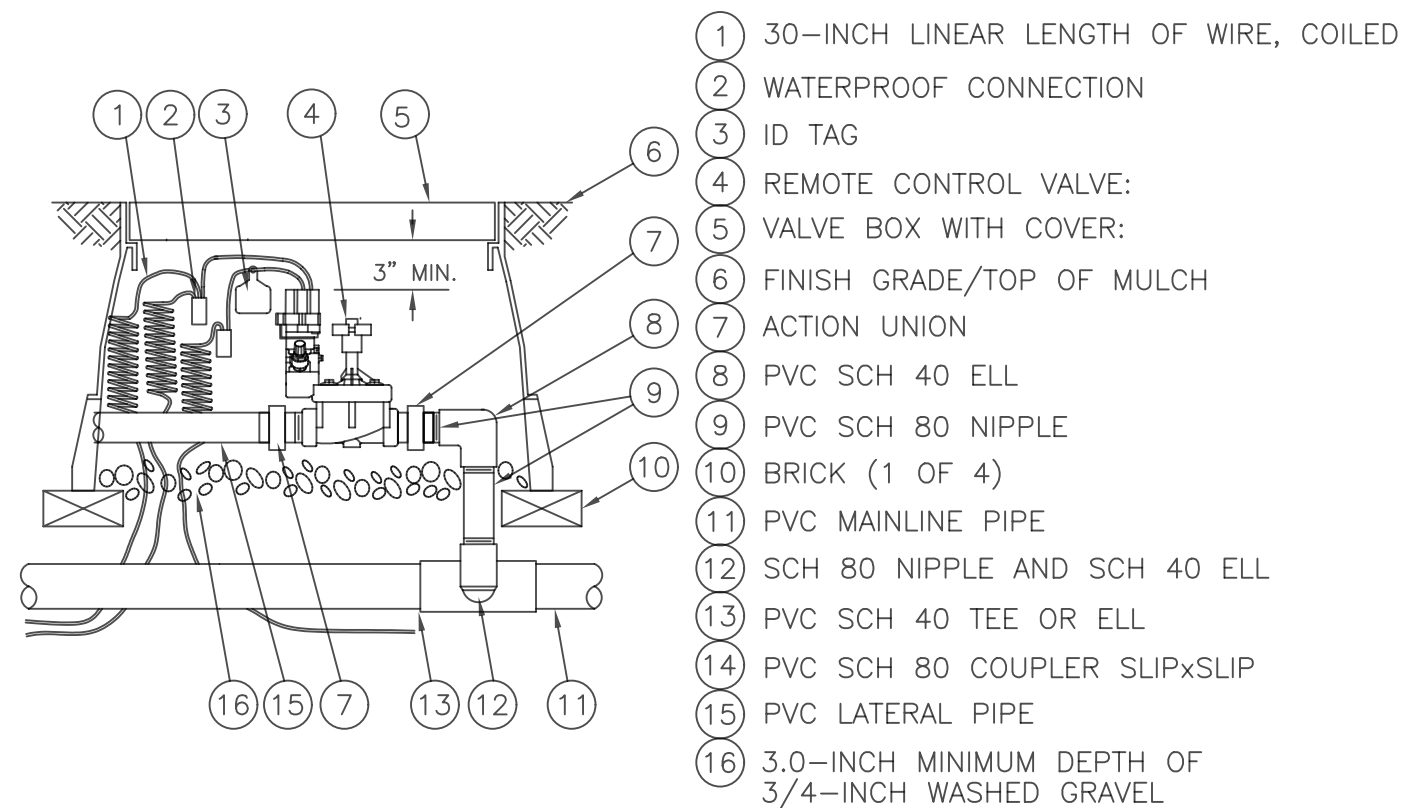 1 30-INCH LINEAR LENGTH OF WIRE, COILED
2 WATERPROOF CONNECTION
3 ID TAG
4 REMOTE CONTROL VALVE:
5 VALVE BOX WITH COVER:
6 FINISH GRADE/TOP OF MULCH
7 ACTION UNION
8 PVC SCH 40 ELL
9 PVC SCH 80 NIPPLE
10 BRICK (1 OF 4)
11 PVC MAINLINE PIPE
12 SCH 80 NIPPLE AND SCH 40 ELL
13 PVC SCH 40 TEE OR ELL
14 PVC SCH 80 COUPLER SLIPxSLIP
15 PVC LATERAL PIPE
16 3.0-INCH MINIMUM DEPTH OF
3/4-INCH WASHED GRAVEL
1 2 3 4 5
6
7
3" MIN.
8
9
10
16 15 7 13 12 11